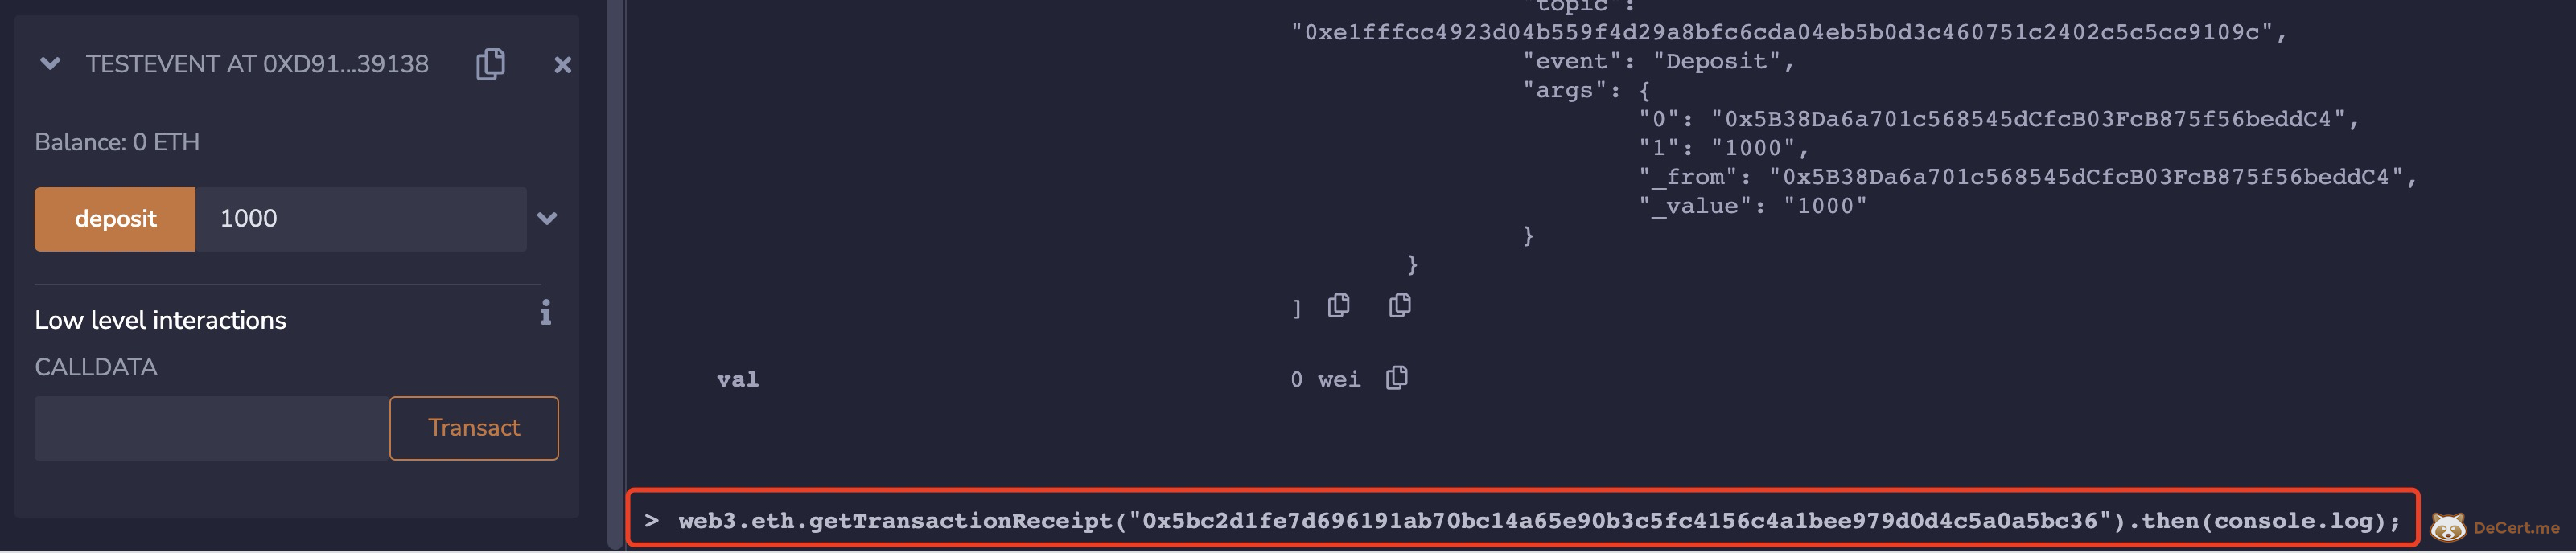 TESTEVENT AT 0XD91...39138
Balance: 0 ETH
deposit
1000
Low level interactions
i
CALLDATA
Transact
"topic":
"0xe1fffcc4923d04b559f4d29a8bfc6cda04eb5b0d3c460751c2402c5c5cc9109c",
"event": "Deposit",
"args": {
"0": "0x5B38Da6a701c568545dCfcB03FcB875f56beddC4",
"1": "1000",
"_from": "0x5B38Da6a701c568545dCfcB03FcB875f56beddC4",
"_value": "1000"
}
}
]
val
0 wei
> web3.eth.getTransactionReceipt("0x5bc2d1fe7d696191ab70bc14a65e90b3c5fc4156c4a1bee979d0d4c5a0a5bc36").then(console.log);
DeCert.me